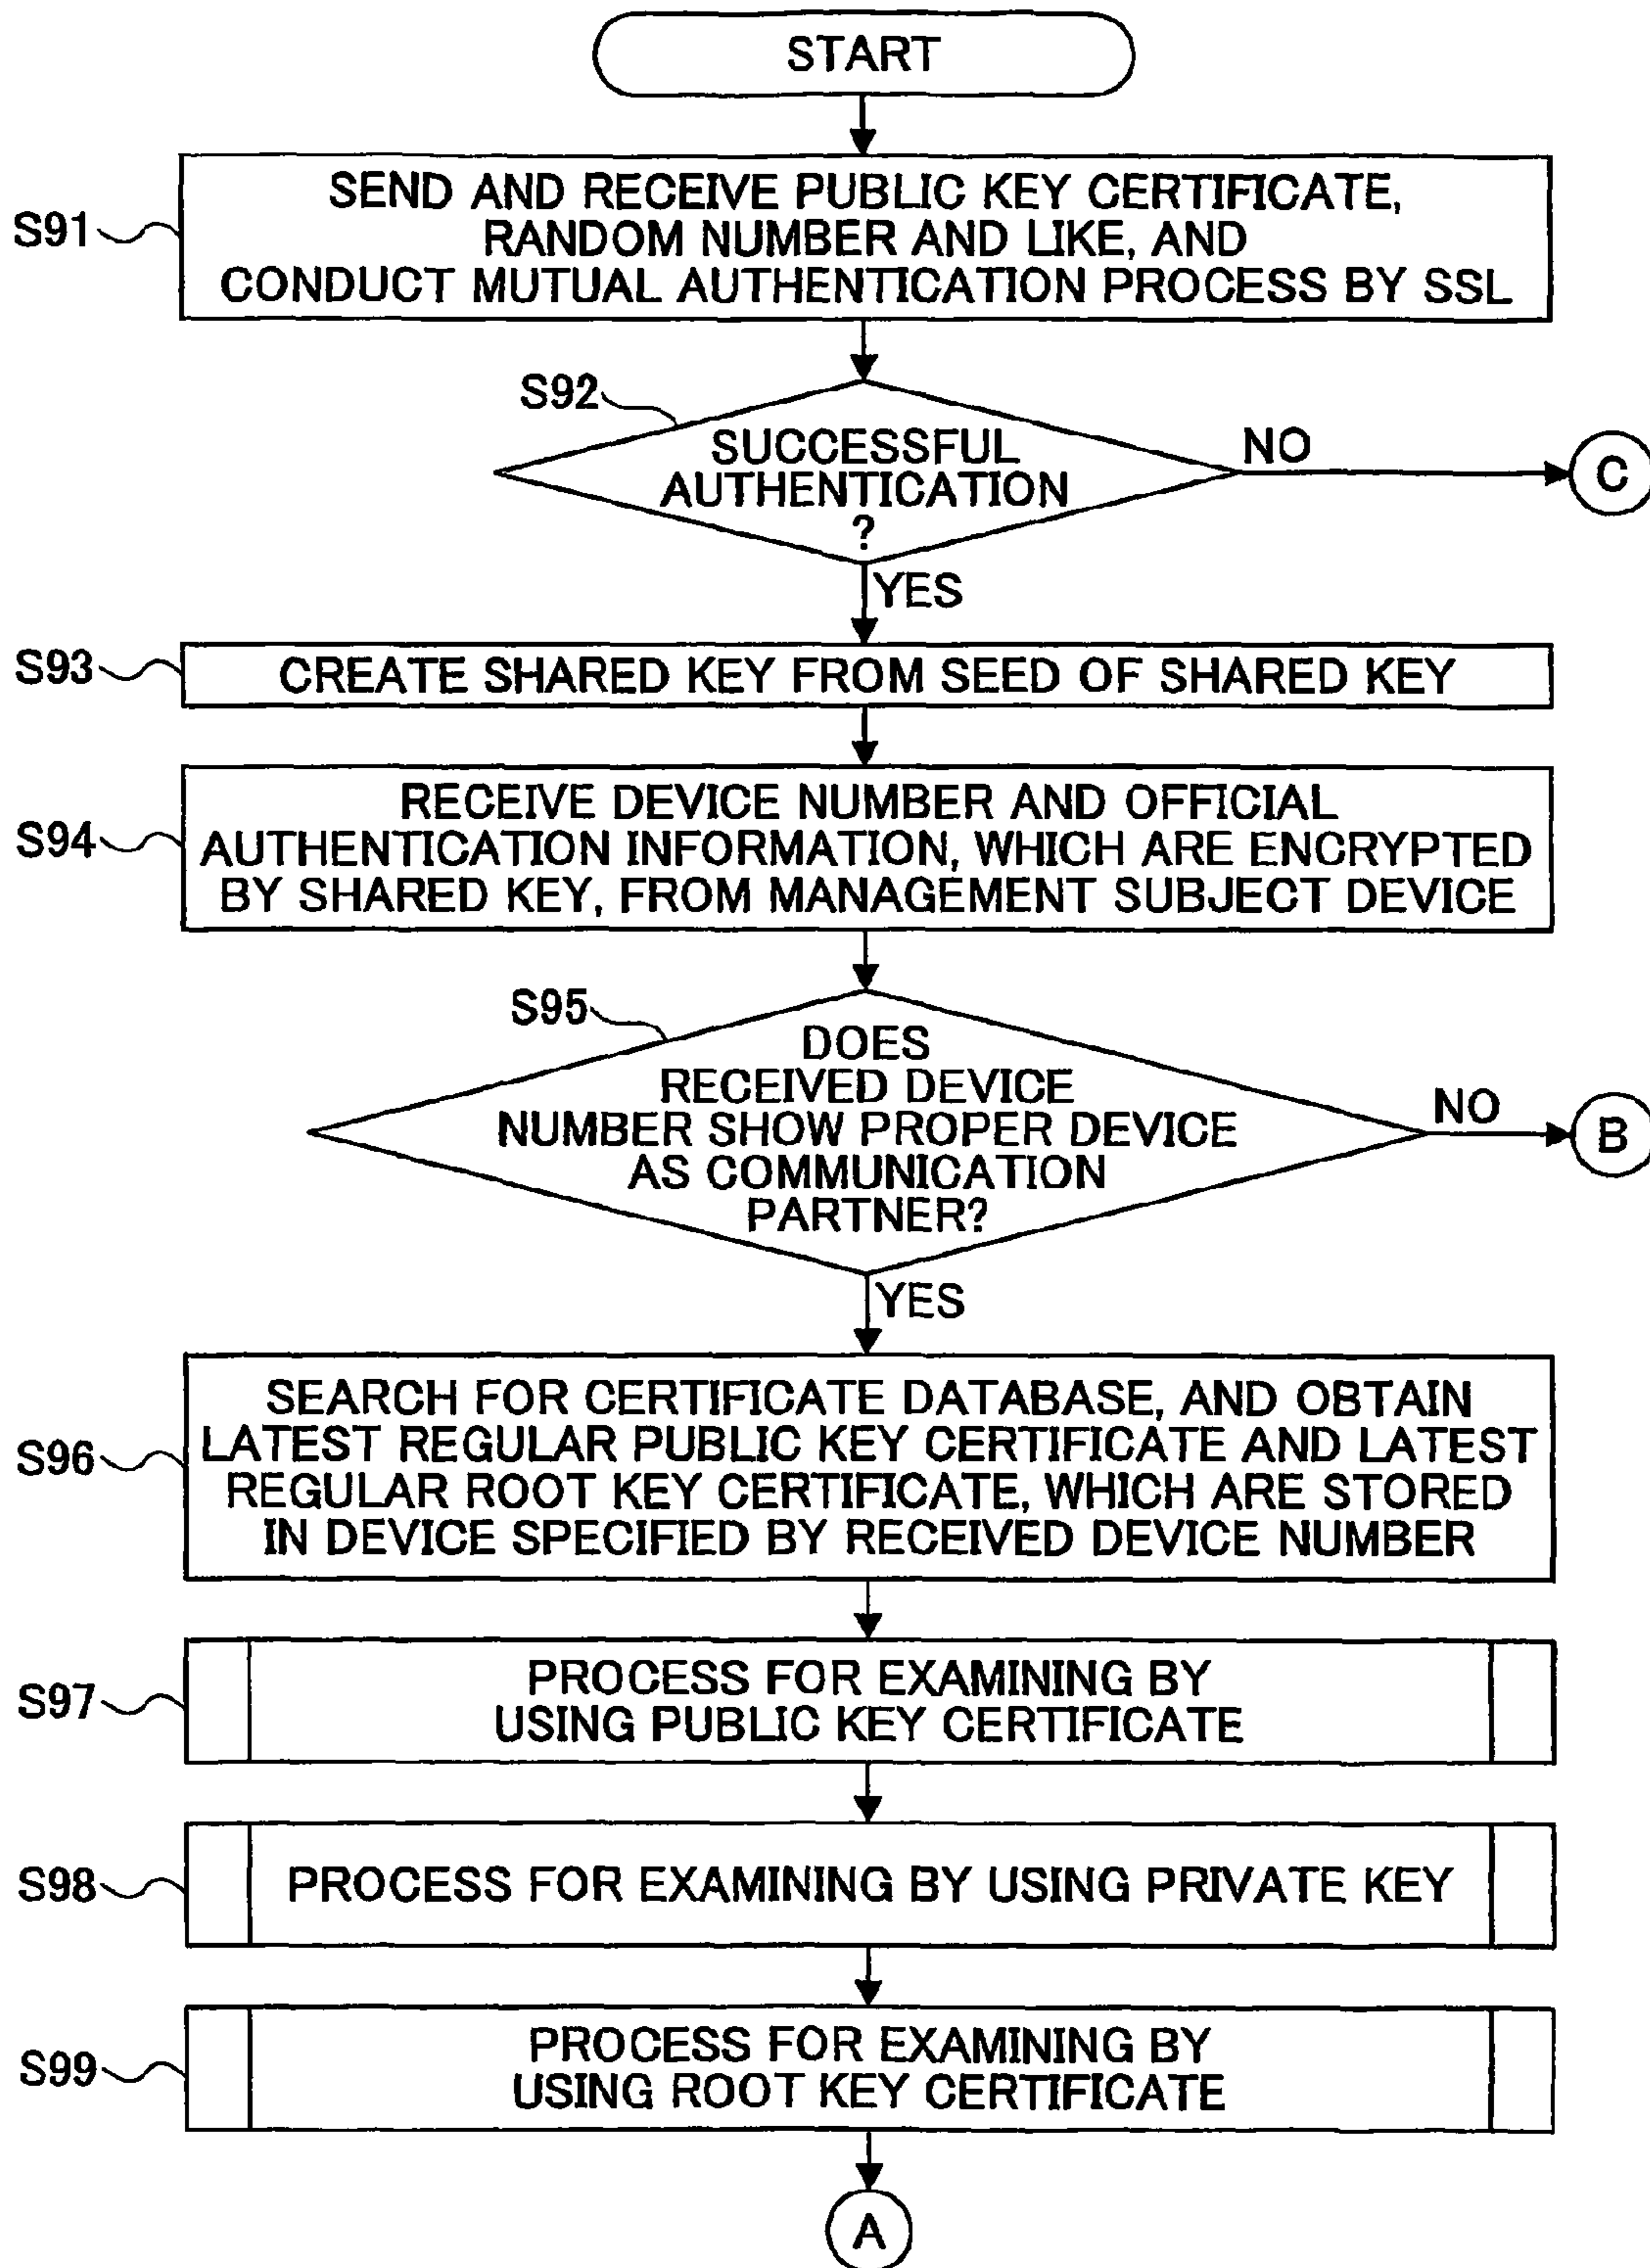 START
S91
SEND AND RECEIVE PUBLIC KEY CERTIFICATE,
RANDOM NUMBER AND LIKE, AND
CONDUCT MUTUAL AUTHENTICATION PROCESS BY SSL
S92
SUCCESSFUL
AUTHENTICATION
?
NO
C
YES
S93
CREATE SHARED KEY FROM SEED OF SHARED KEY
S94
RECEIVE DEVICE NUMBER AND OFFICIAL
AUTHENTICATION INFORMATION, WHICH ARE ENCRYPTED
BY SHARED KEY, FROM MANAGEMENT SUBJECT DEVICE
S95
DOES
RECEIVED DEVICE
NUMBER SHOW PROPER DEVICE
AS COMMUNICATION
PARTNER?
NO
B
YES
S96
SEARCH FOR CERTIFICATE DATABASE, AND OBTAIN
LATEST REGULAR PUBLIC KEY CERTIFICATE AND LATEST
REGULAR ROOT KEY CERTIFICATE, WHICH ARE STORED
IN DEVICE SPECIFIED BY RECEIVED DEVICE NUMBER
S97
PROCESS FOR EXAMINING BY
USING PUBLIC KEY CERTIFICATE
S98
PROCESS FOR EXAMINING BY USING PRIVATE KEY
S99
PROCESS FOR EXAMINING BY
USING ROOT KEY CERTIFICATE
A